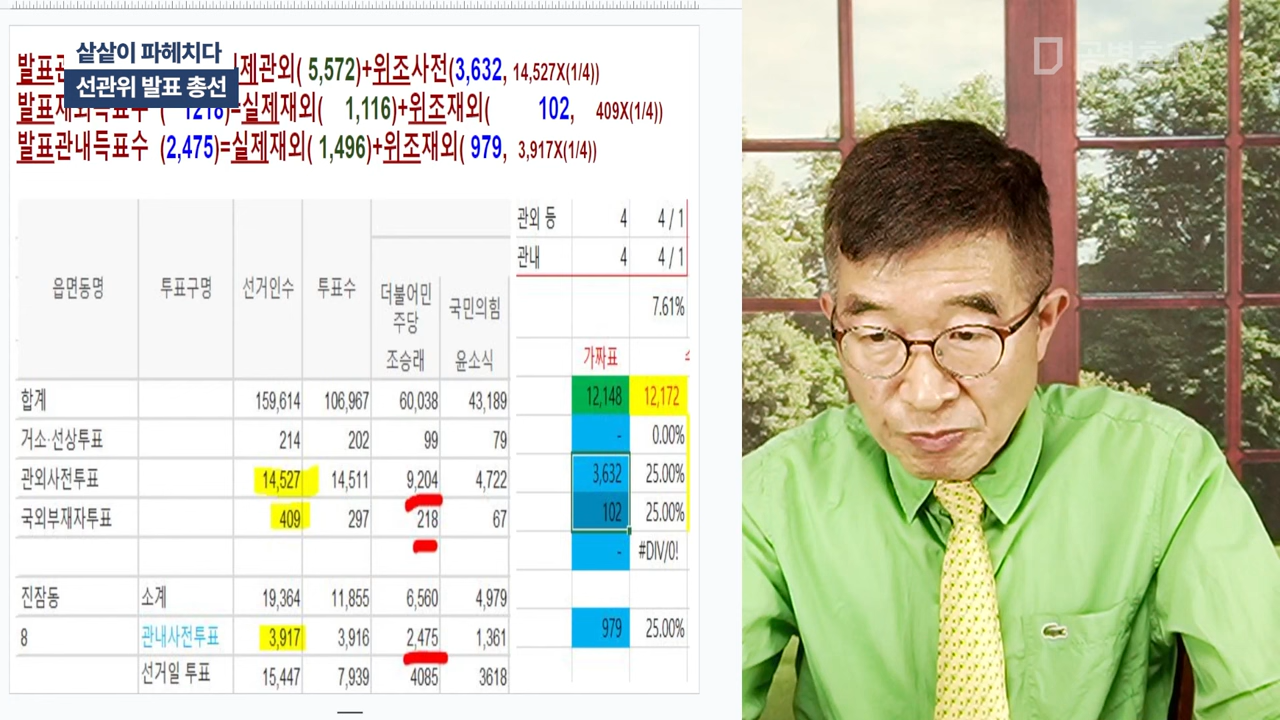 살샅이 파헤치다
선관위 발표 총선
발표관 제관외( 5,572)+위조사전(3,632, 14,527X(1/4))
발표재외득표수 ( 1218)=실제재외( 1,116)+위조재외( 102, 409X(1/4))
발표관내득표수 (2,475)=실제재외( 1,496)+위조재외( 979, 3,917X(1/4))
관외 등 4 4 / 1
관내 4 4 / 1
7.61%
읍면동명 투표구명 선거인수 투표수 더불어민주당 조승래 국민의힘 윤소식 가짜표
합계 159,614 106,967 60,038 43,189 12,148 12,172
거소·선상투표 214 202 99 79 - 0.00%
관외사전투표 14,527 14,511 9,204 4,722 3,632 25.00%
국외부재자투표 409 297 218 67 102 25.00%
- #DIV/0!
진잠동 소계 19,364 11,855 6,560 4,979
8 관내사전투표 3,917 3,916 2,475 1,361 979 25.00%
선거일 투표 15,447 7,939 4085 3618